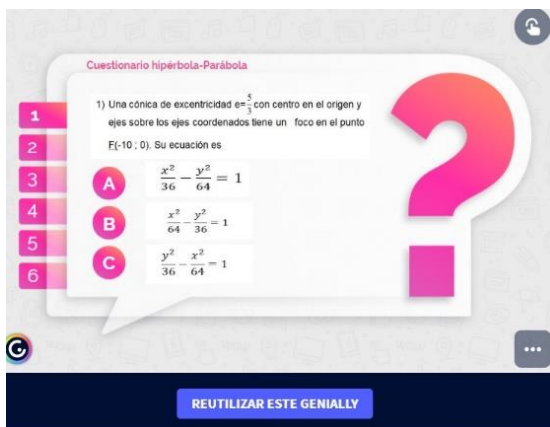 Cuestionario hipérbola-Parábola
1) Una cónica de excentricidad e=5/3 con centro en el origen y
ejes sobre los ejes coordenados tiene un foco en el punto
F(-10 ; 0). Su ecuación es
1
2
3
4
5
6
A x²/36 − y²/64 = 1
B x²/64 − y²/36 = 1
C y²/36 − x²/64 = 1
?
REUTILIZAR ESTE GENIALLY